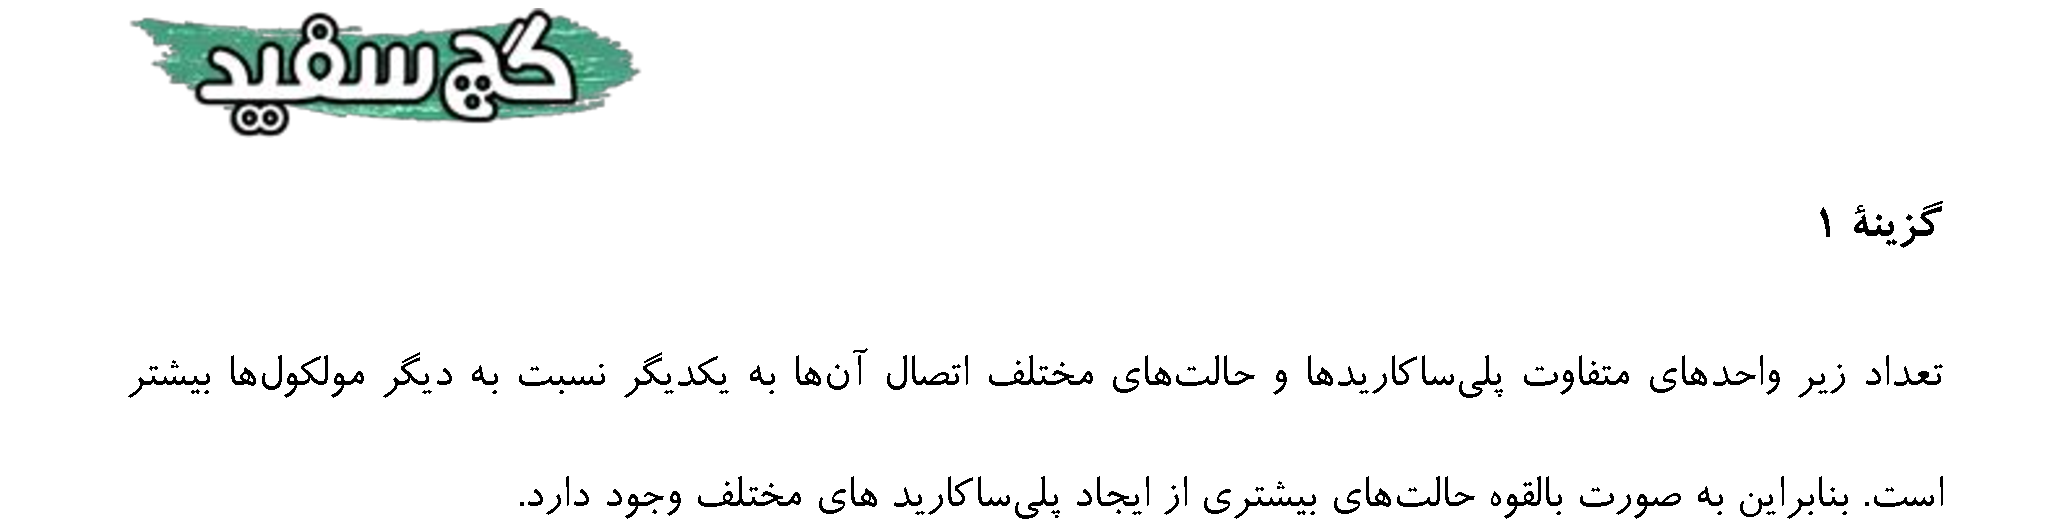 گچ سفید
گزینهٔ ۱
تعداد زیر واحدهای متفاوت پلی‌ساکاریدها و حالت‌های مختلف اتصال آن‌ها به یکدیگر نسبت به دیگر مولکول‌ها بیشتر
است. بنابراین به صورت بالقوه حالت‌های بیشتری از ایجاد پلی‌ساکارید های مختلف وجود دارد.